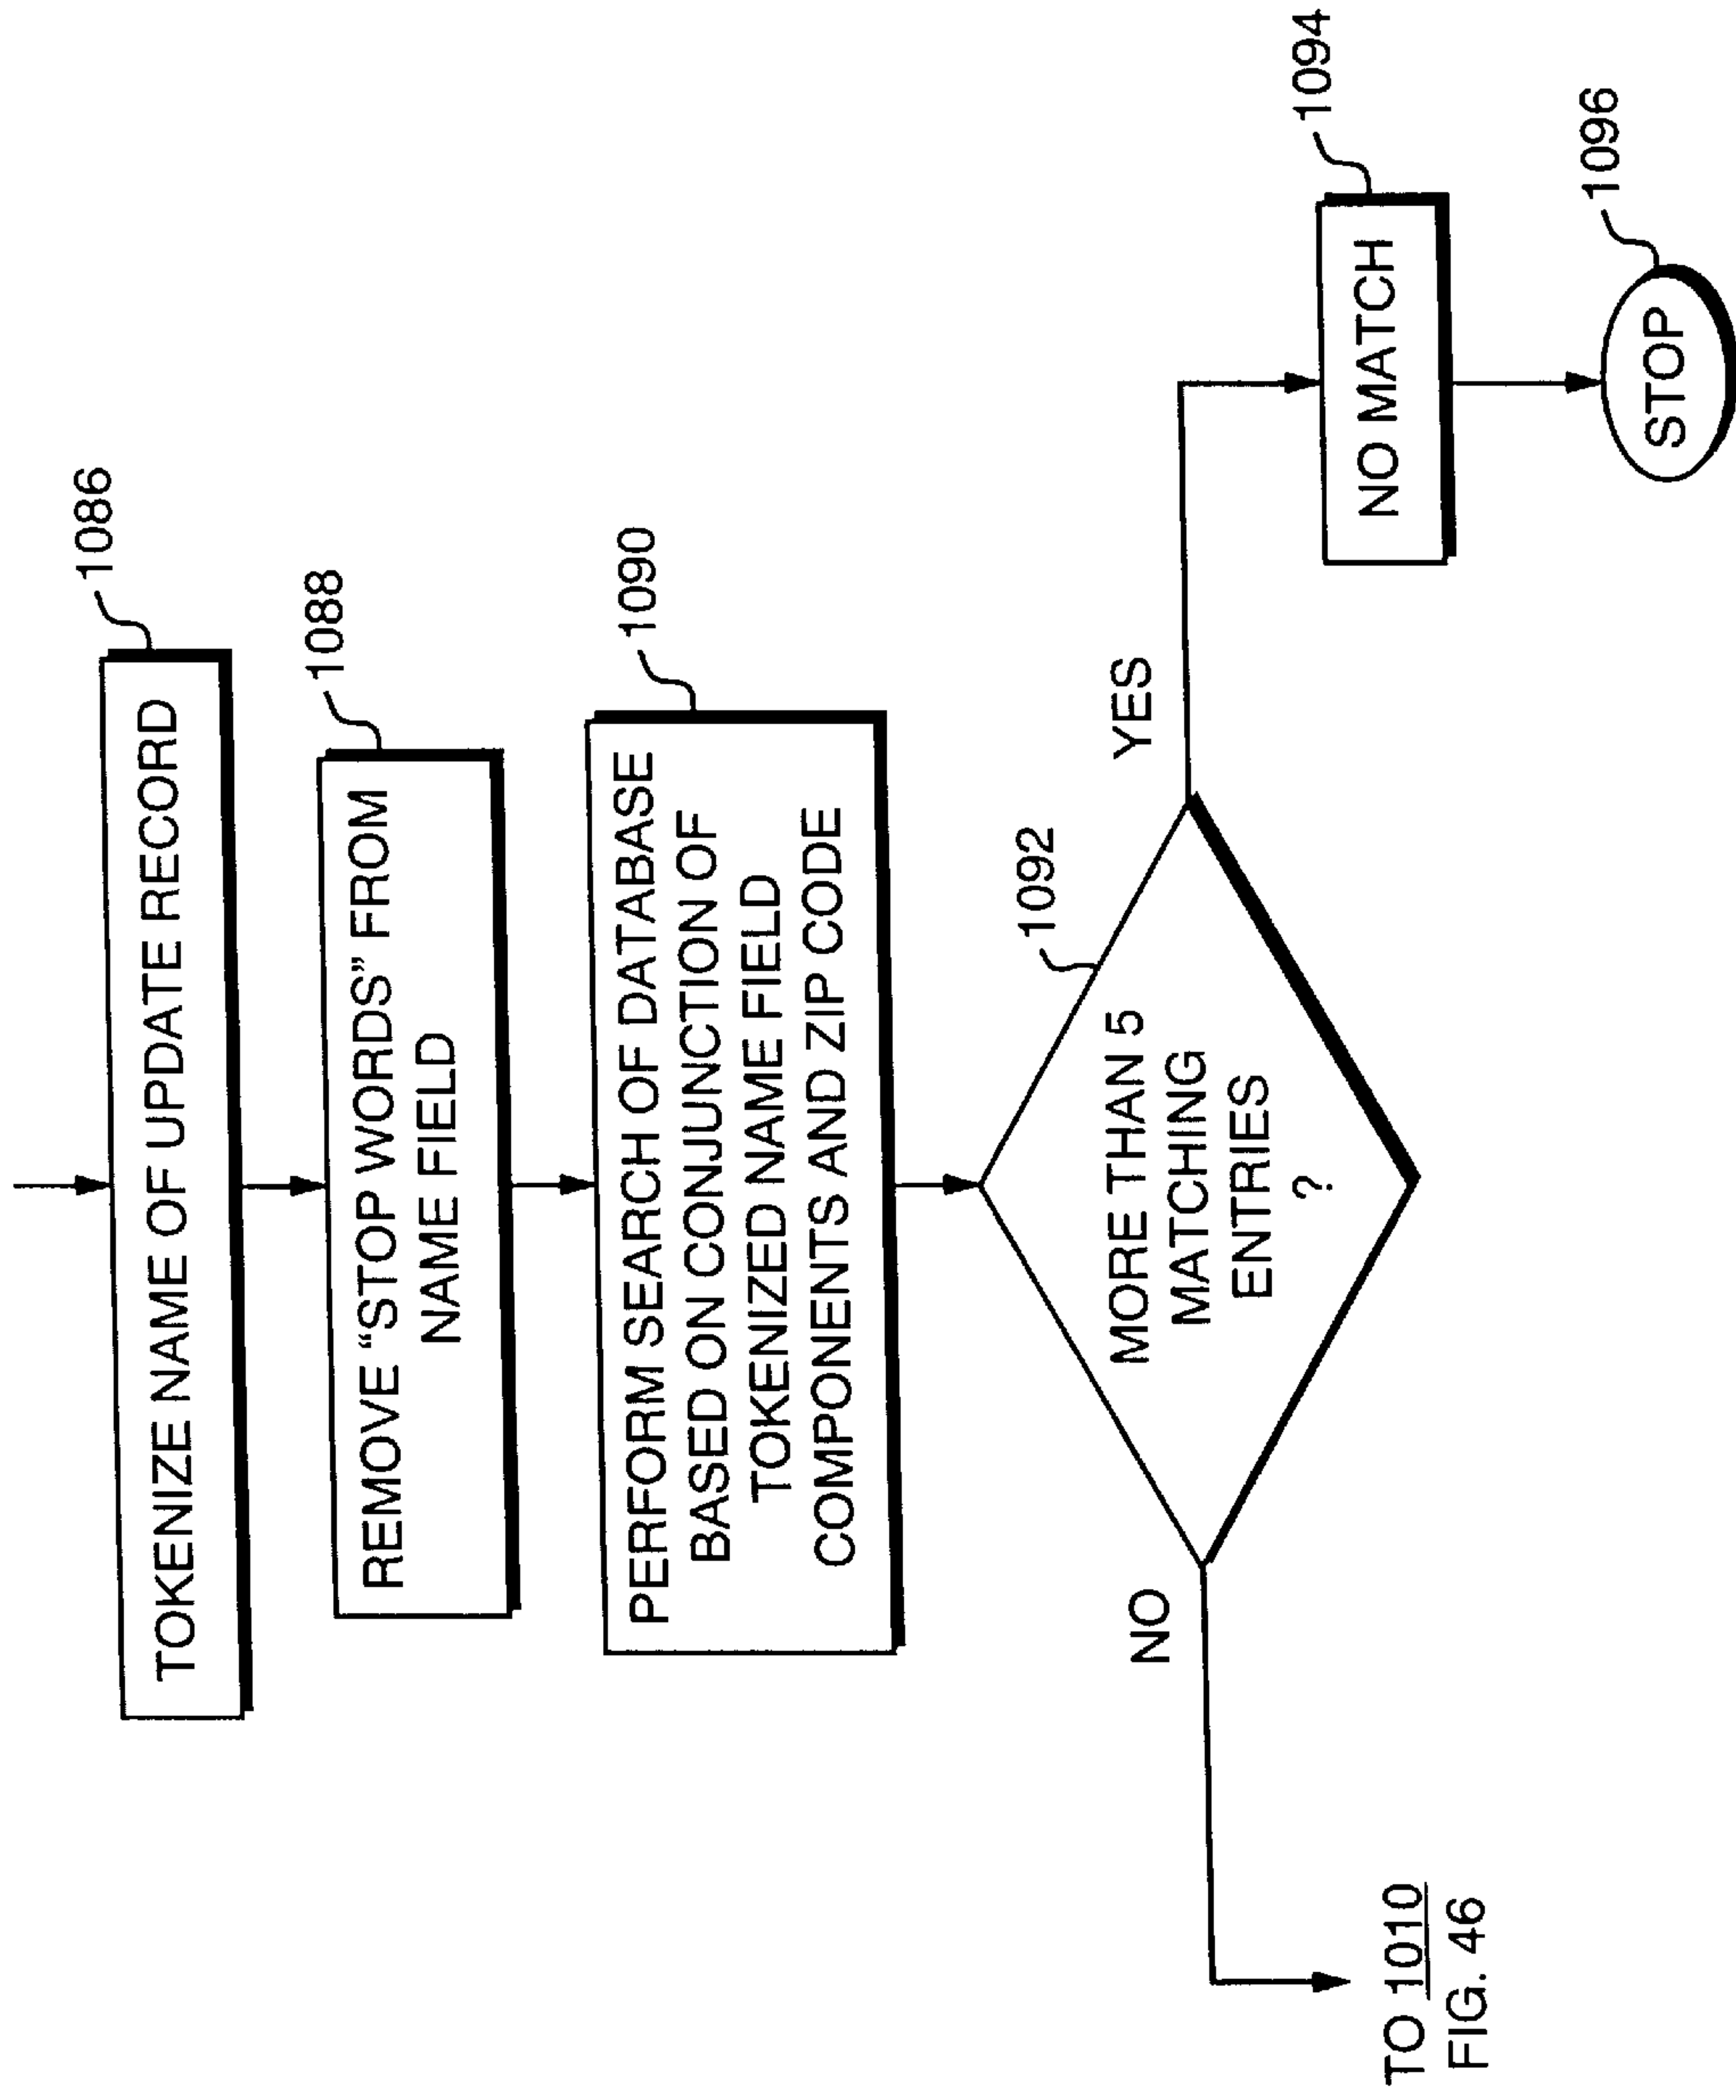 1086
TOKENIZE NAME OF UPDATE RECORD
1088
REMOVE “STOP WORDS” FROM
NAME FIELD
1090
PERFORM SEARCH OF DATABASE
BASED ON CONJUNCTION OF
TOKENIZED NAME FIELD
COMPONENTS AND ZIP CODE
1092
MORE THAN 5
MATCHING
ENTRIES
?
NO
YES
1094
NO MATCH
1096
STOP
TO 1010
FIG. 46